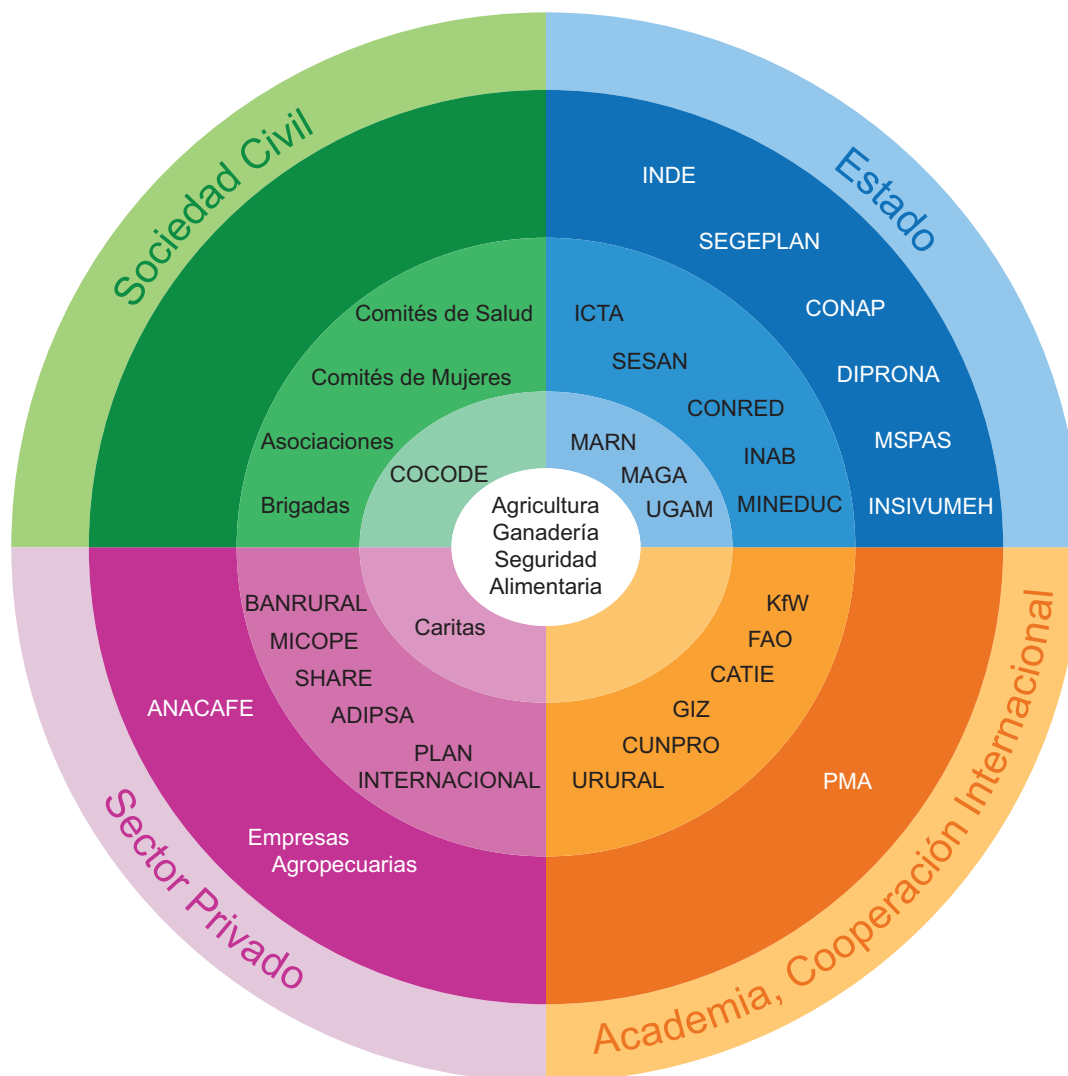 Sociedad Civil
Comités de Salud
Comités de Mujeres
Asociaciones
Brigadas
COCODE
Estado
INDE
SEGEPLAN
CONAP
DIPRONA
MSPAS
INSIVUMEH
ICTA
SESAN
CONRED
INAB
MINEDUC
MARN
MAGA
UGAM
Agricultura
Ganadería
Seguridad
Alimentaria
Sector Privado
Caritas
BANRURAL
MICOPE
SHARE
ADIPSA
PLAN
INTERNACIONAL
ANACAFE
Empresas
Agropecuarias
Academia, Cooperación Internacional
KfW
FAO
CATIE
GIZ
CUNPRO
URURAL
PMA